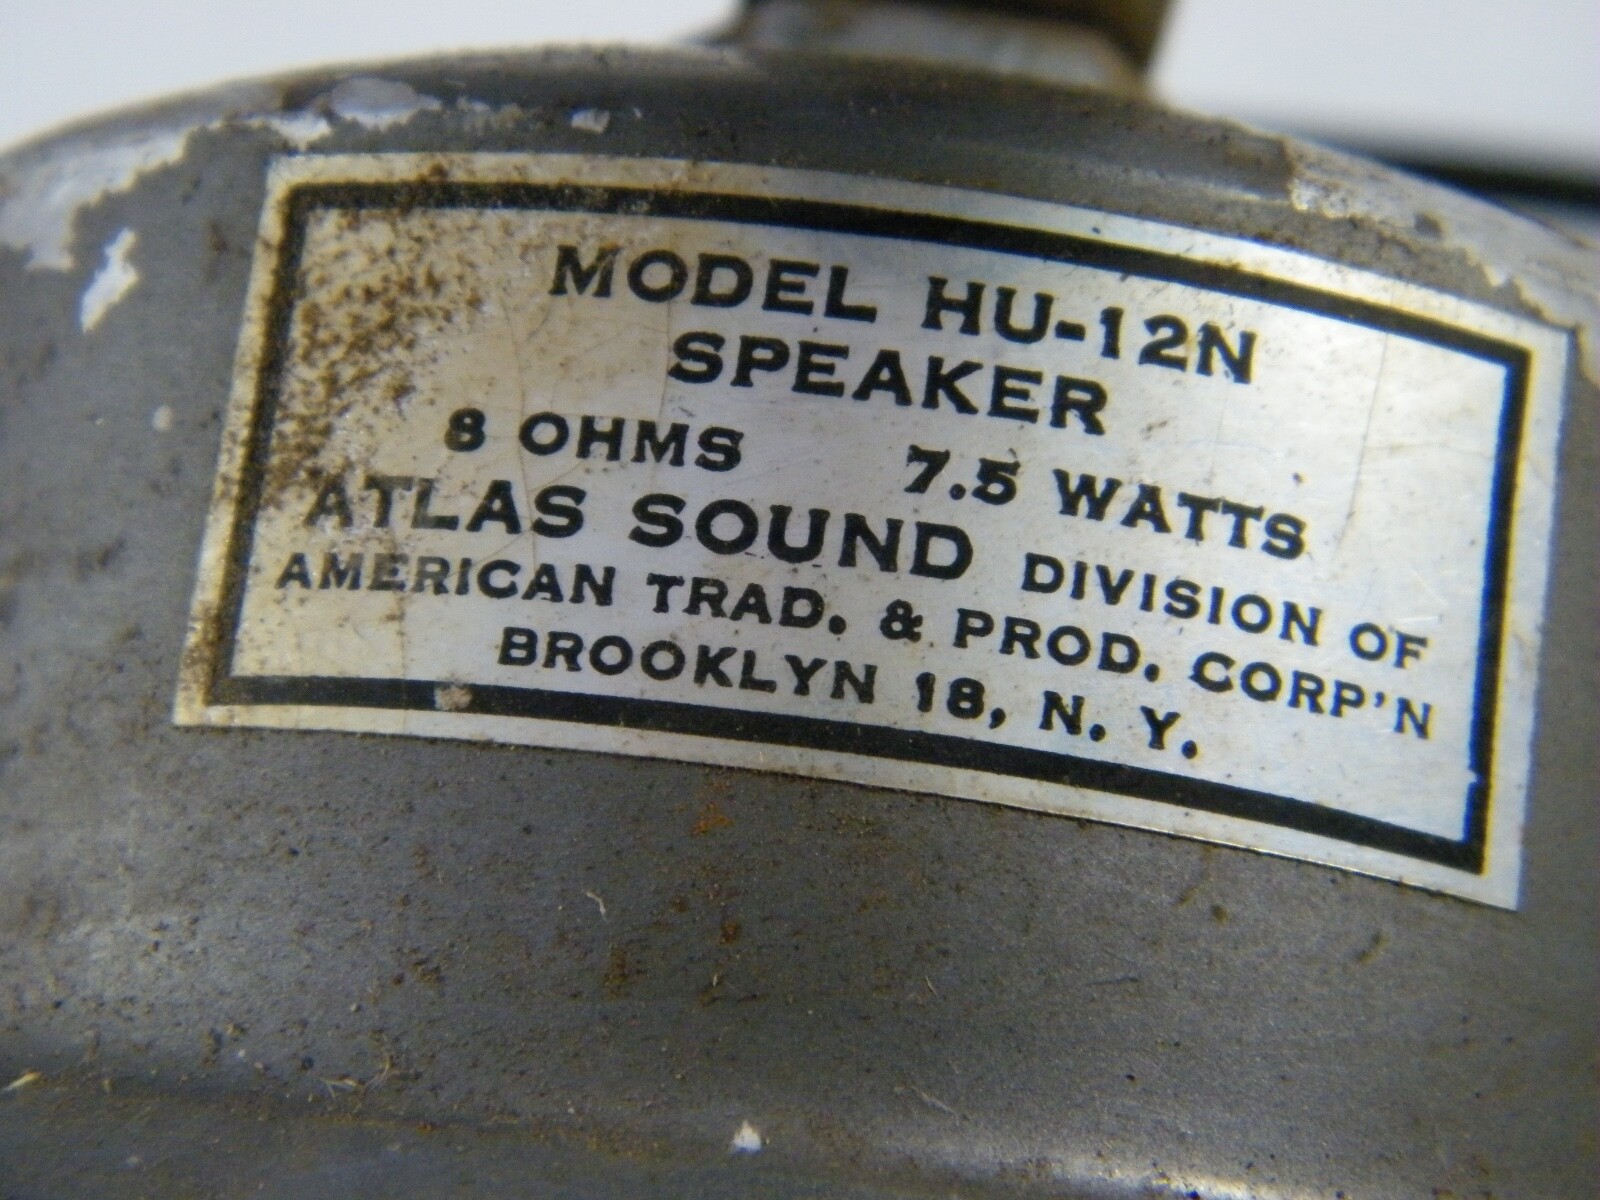 MODEL HU-12N
SPEAKER
8 OHMS 7.5 WATTS
ATLAS SOUND DIVISION OF
AMERICAN TRAD. & PROD. CORP'N
BROOKLYN 18, N. Y.